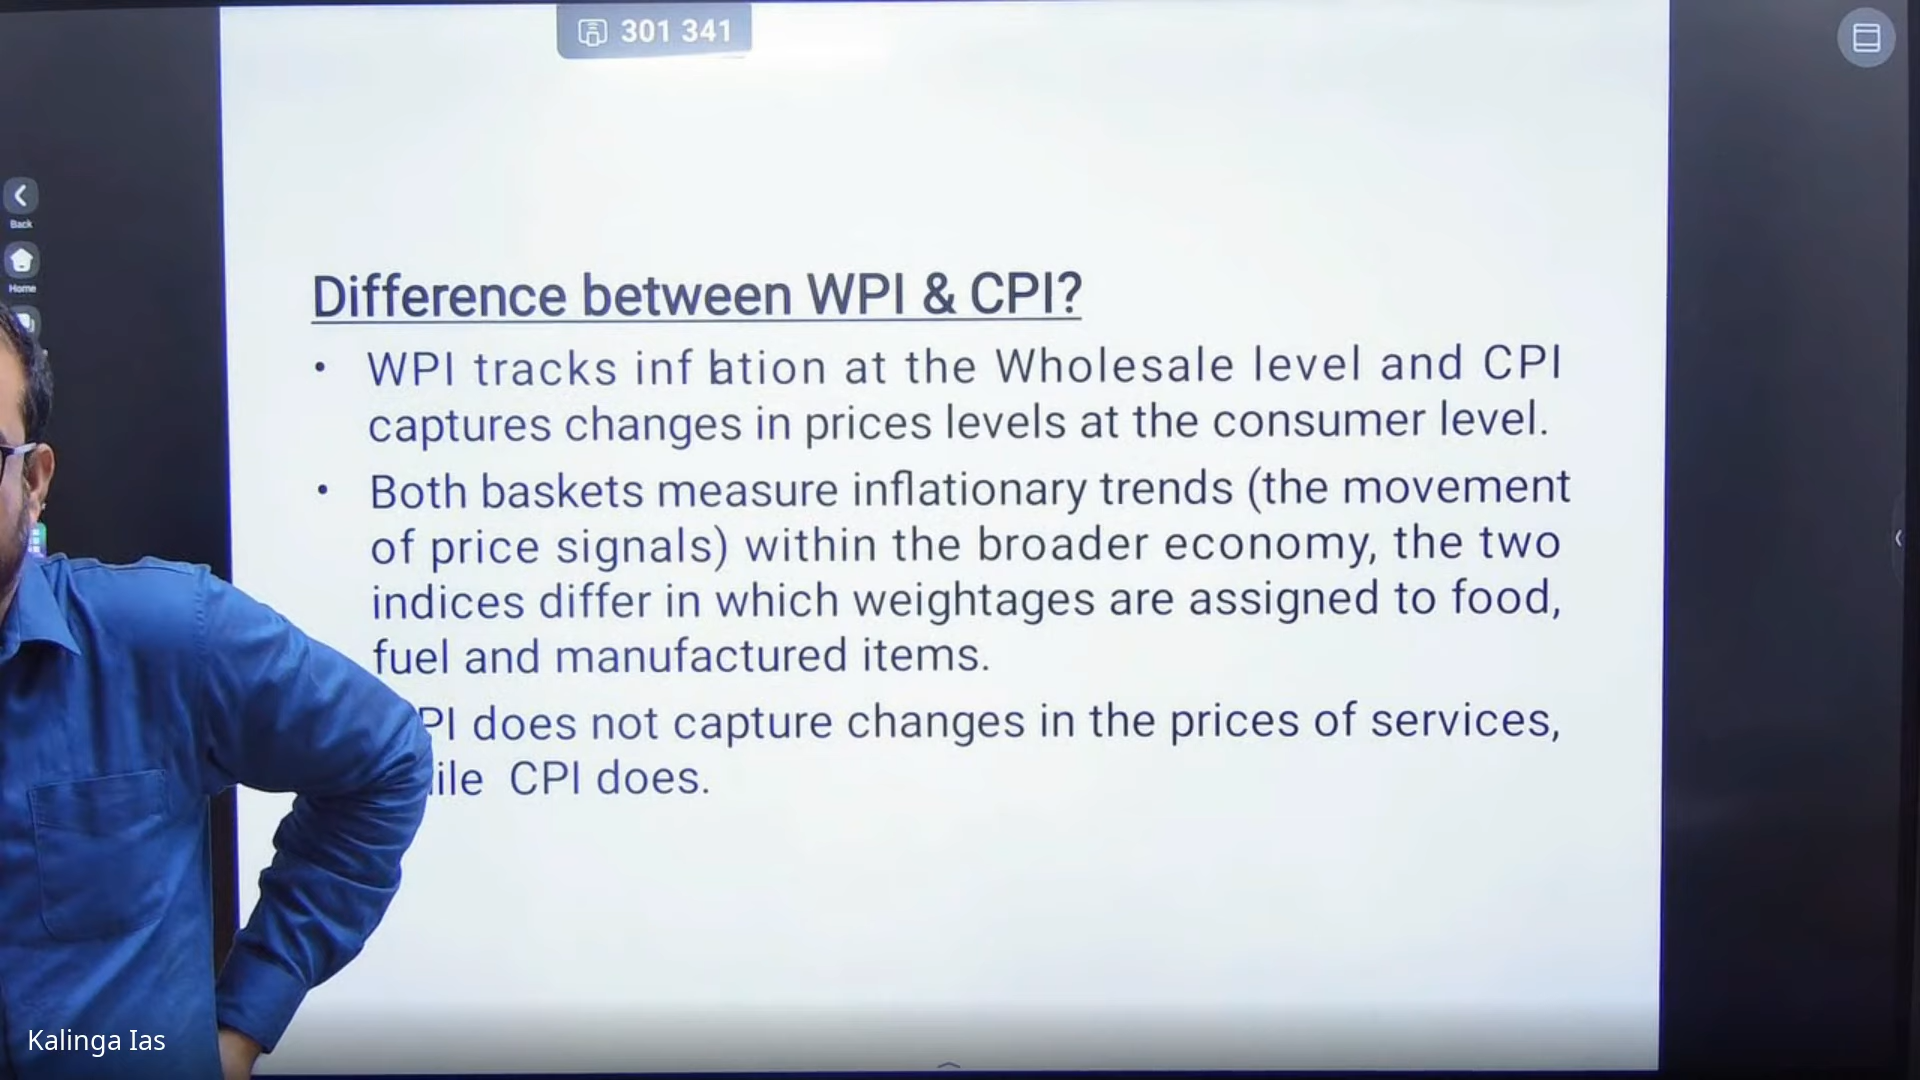 301 341
Back
Home
Difference between WPI & CPI?
• WPI tracks inf ation at the Wholesale level and CPI
captures changes in prices levels at the consumer level.
• Both baskets measure inflationary trends (the movement
of price signals) within the broader economy, the two
indices differ in which weightages are assigned to food,
fuel and manufactured items.
PI does not capture changes in the prices of services,
ile CPI does.
Kalinga Ias